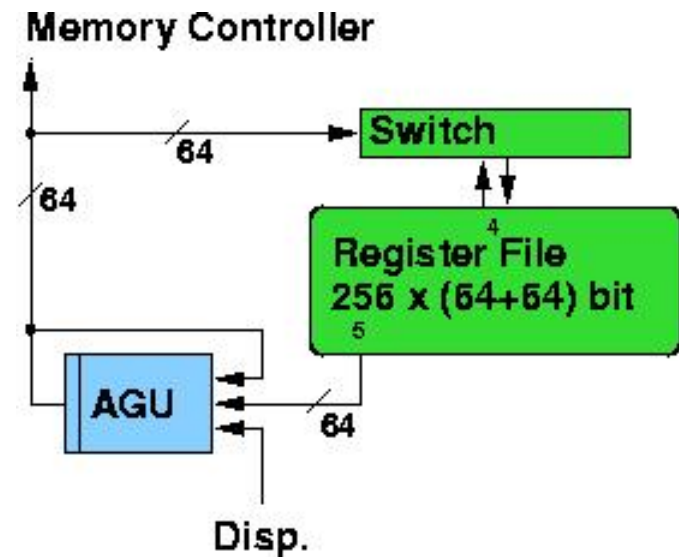 Memory Controller
Switch
64
64
4
Register File
256 x (64+64) bit
5
AGU
64
Disp.